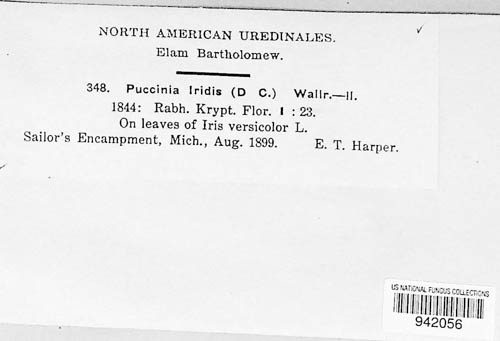 NORTH AMERICAN UREDINALES.
Elam Bartholomew.
348. Puccinia Iridis (D C.) Wallr.—II.
1844: Rabh. Krypt. Flor. 1 : 23.
On leaves of Iris versicolor L.
Sailor's Encampment, Mich., Aug. 1899. E. T. Harper.
US NATIONAL FUNGUS COLLECTIONS
942056